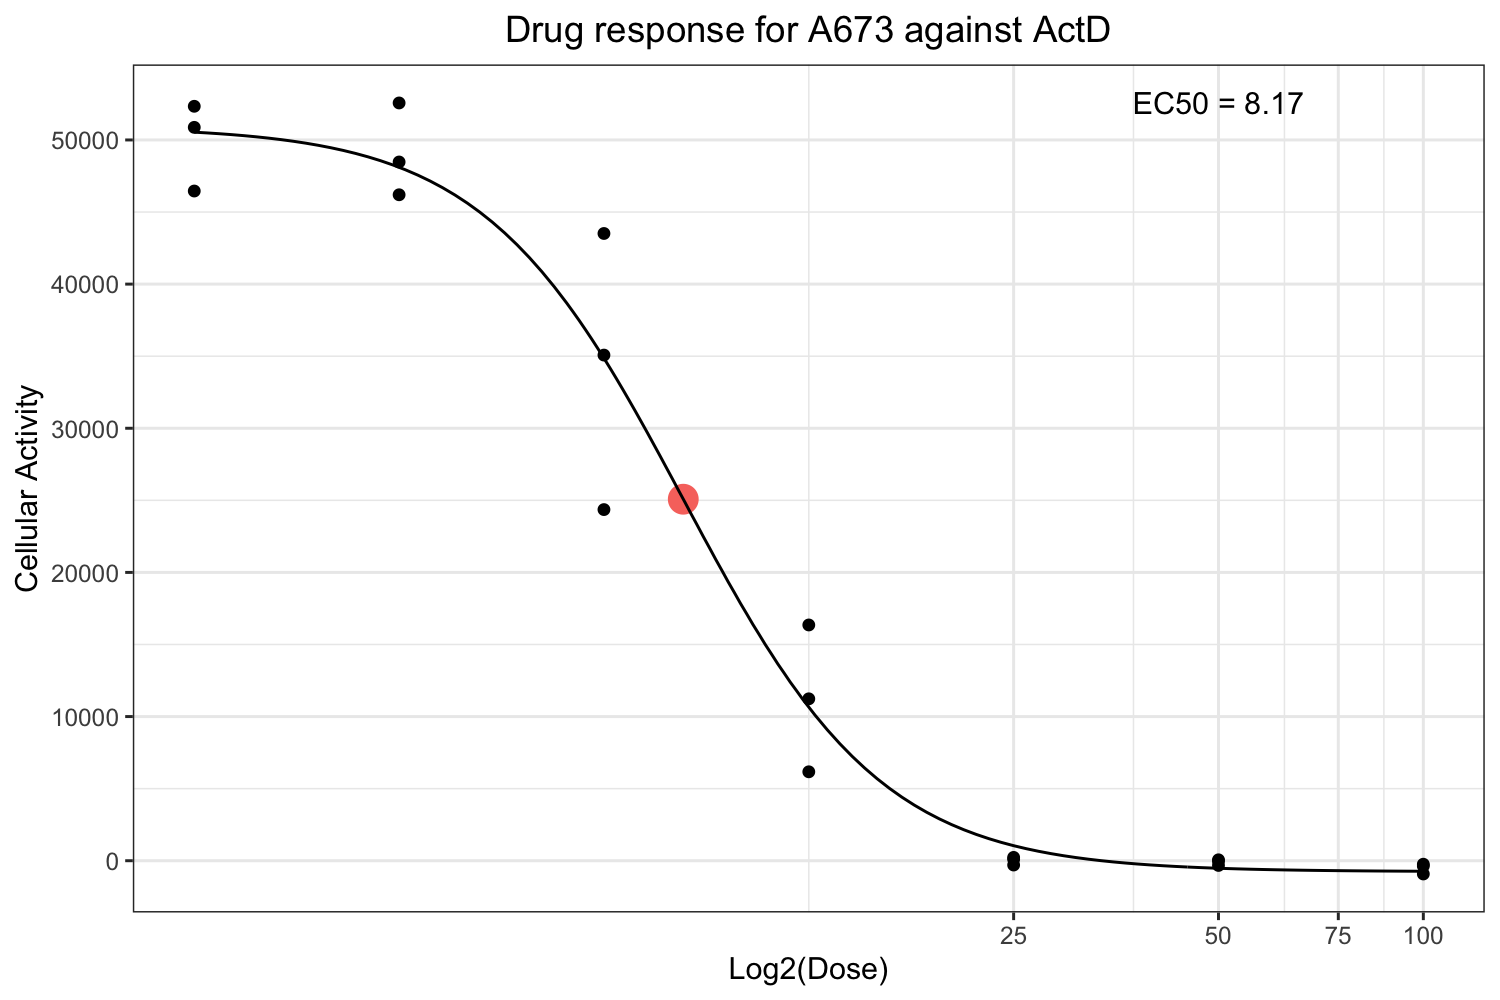 Drug response for A673 against ActD
EC50 = 8.17
50000
40000
30000
20000
10000
0
Cellular Activity
25 50 75 100
Log2(Dose)